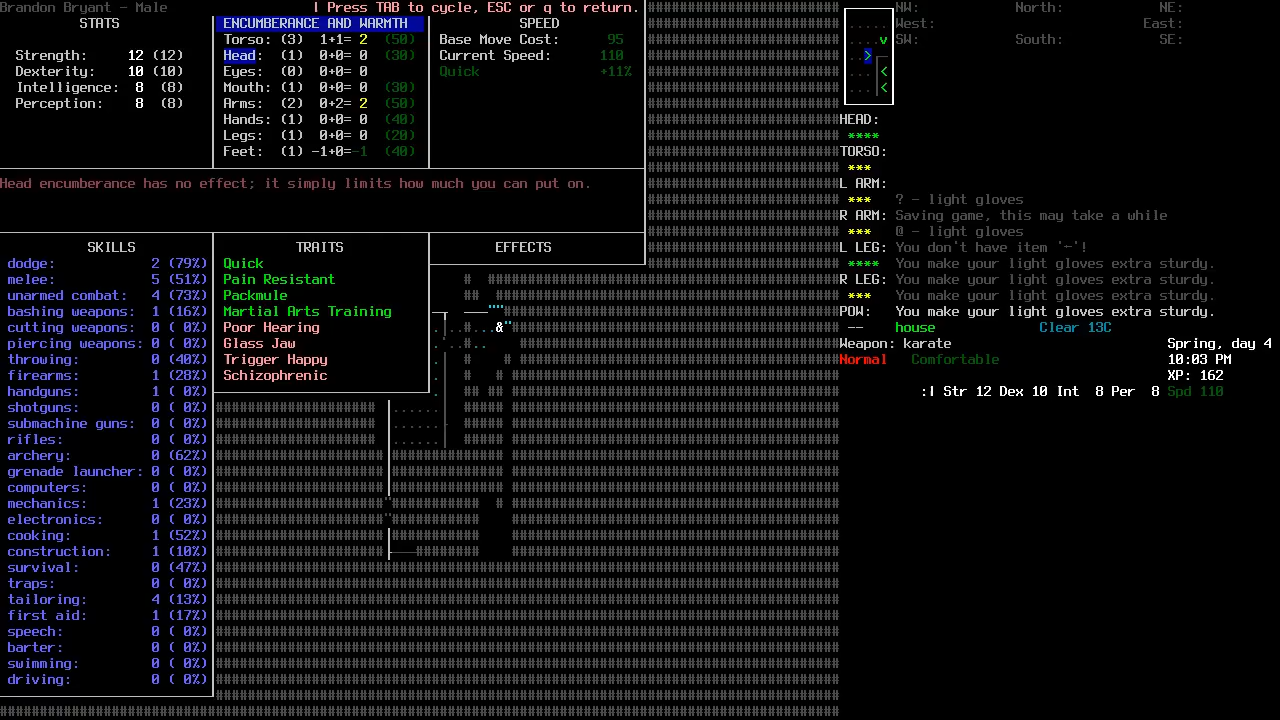 Brandon Bryant - Male
| Press TAB to cycle, ESC or q to return.
STATS
Strength: 12 (12)
Dexterity: 10 (10)
Intelligence: 8 (8)
Perception: 8 (8)
ENCUMBERANCE AND WARMTH
Torso: (3) 1+1= 2 (50)
Head: (1) 0+0= 0 (30)
Eyes: (0) 0+0= 0
Mouth: (1) 0+0= 0 (30)
Arms: (2) 0+2= 2 (50)
Hands: (1) 0+0= 0 (40)
Legs: (1) 0+0= 0 (20)
Feet: (1) -1+0=-1 (40)
SPEED
Base Move Cost: 95
Current Speed: 110
Quick +11%
Head encumberance has no effect; it simply limits how much you can put on.
SKILLS
dodge: 2 (79%)
melee: 5 (51%)
unarmed combat: 4 (73%)
bashing weapons: 1 (16%)
cutting weapons: 0 ( 0%)
piercing weapons: 0 ( 0%)
throwing: 0 (40%)
firearms: 1 (28%)
handguns: 1 ( 0%)
shotguns: 0 ( 0%)
submachine guns: 0 ( 0%)
rifles: 0 ( 0%)
archery: 0 (62%)
grenade launcher: 0 ( 0%)
computers: 0 ( 0%)
mechanics: 1 (23%)
electronics: 0 ( 0%)
cooking: 1 (52%)
construction: 1 (10%)
survival: 0 (47%)
traps: 0 ( 0%)
tailoring: 4 (13%)
first aid: 1 (17%)
speech: 0 ( 0%)
barter: 0 ( 0%)
swimming: 0 ( 0%)
driving: 0 ( 0%)
TRAITS
Quick
Pain Resistant
Packmule
Martial Arts Training
Poor Hearing
Glass Jaw
Trigger Happy
Schizophrenic
EFFECTS
NW: North: NE:
West: East:
SW: South: SE:
HEAD:
****
TORSO:
***
L ARM:
***
R ARM:
***
L LEG:
****
R LEG:
***
POW:
--
? - light gloves
Saving game, this may take a while
@ - light gloves
You don't have item '←'!
You make your light gloves extra sturdy.
You make your light gloves extra sturdy.
You make your light gloves extra sturdy.
You make your light gloves extra sturdy.
house Clear 13C
Weapon: karate Spring, day 4
Normal Comfortable 10:03 PM
XP: 162
:| Str 12 Dex 10 Int 8 Per 8 Spd 110